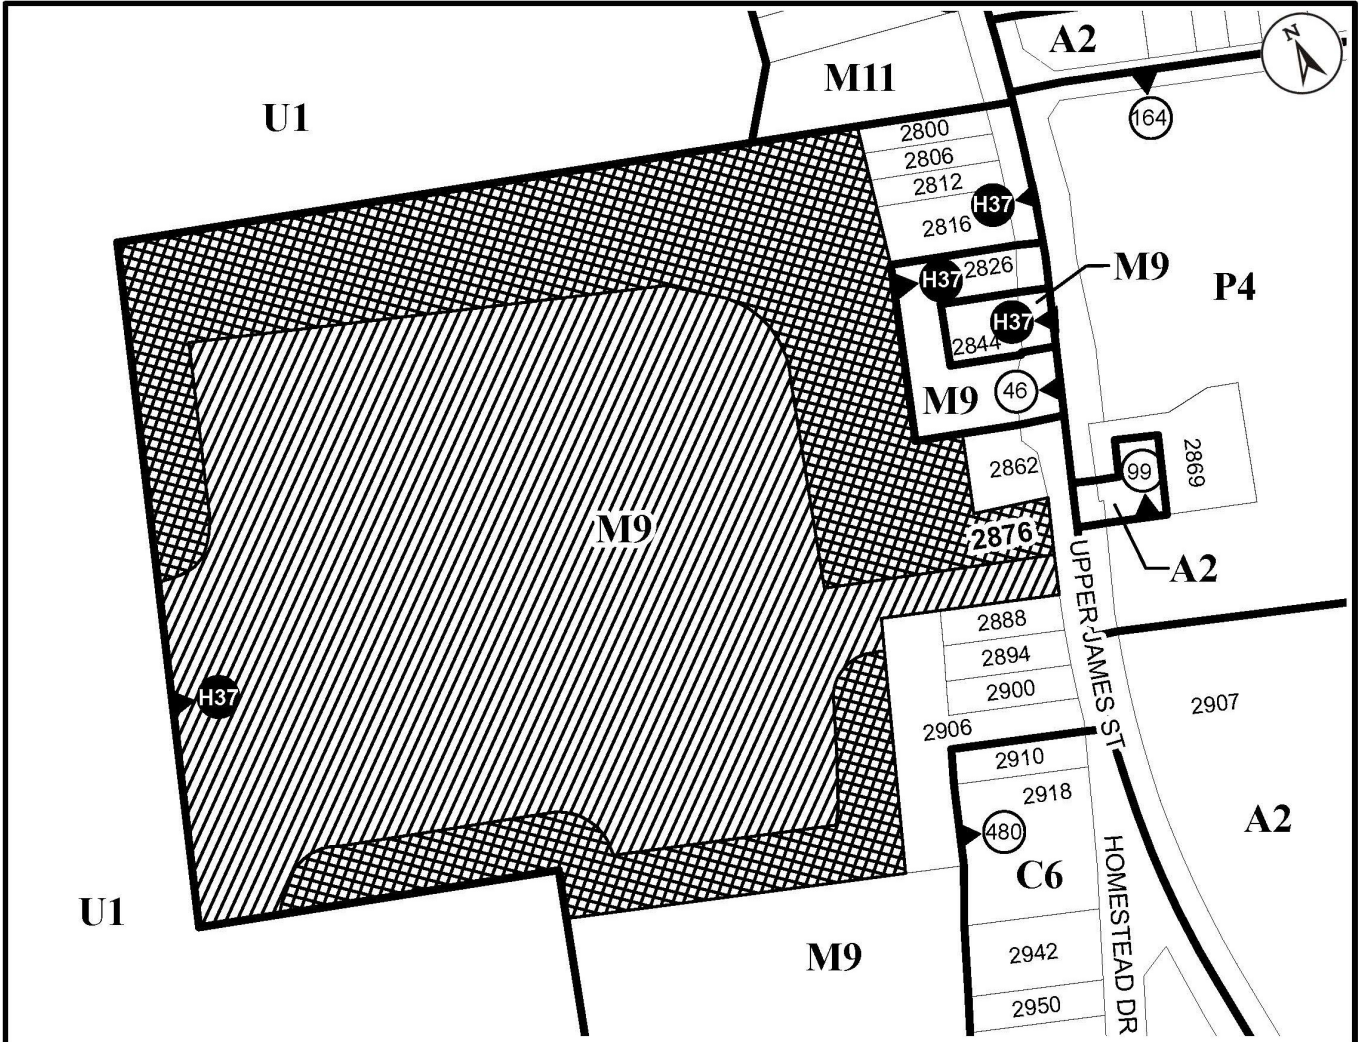 A2
N
M11
U1
164
2800
2806
2812
H37
2816
2826
H37
M9
P4
H37
2844
M9
46
2862
99
2869
M9
2876
A2
UPPER JAMES ST
2888
2894
2900
H37
2906
2907
2910
2918
480
A2
C6
U1
HOMESTEAD DR
M9
2942
2950